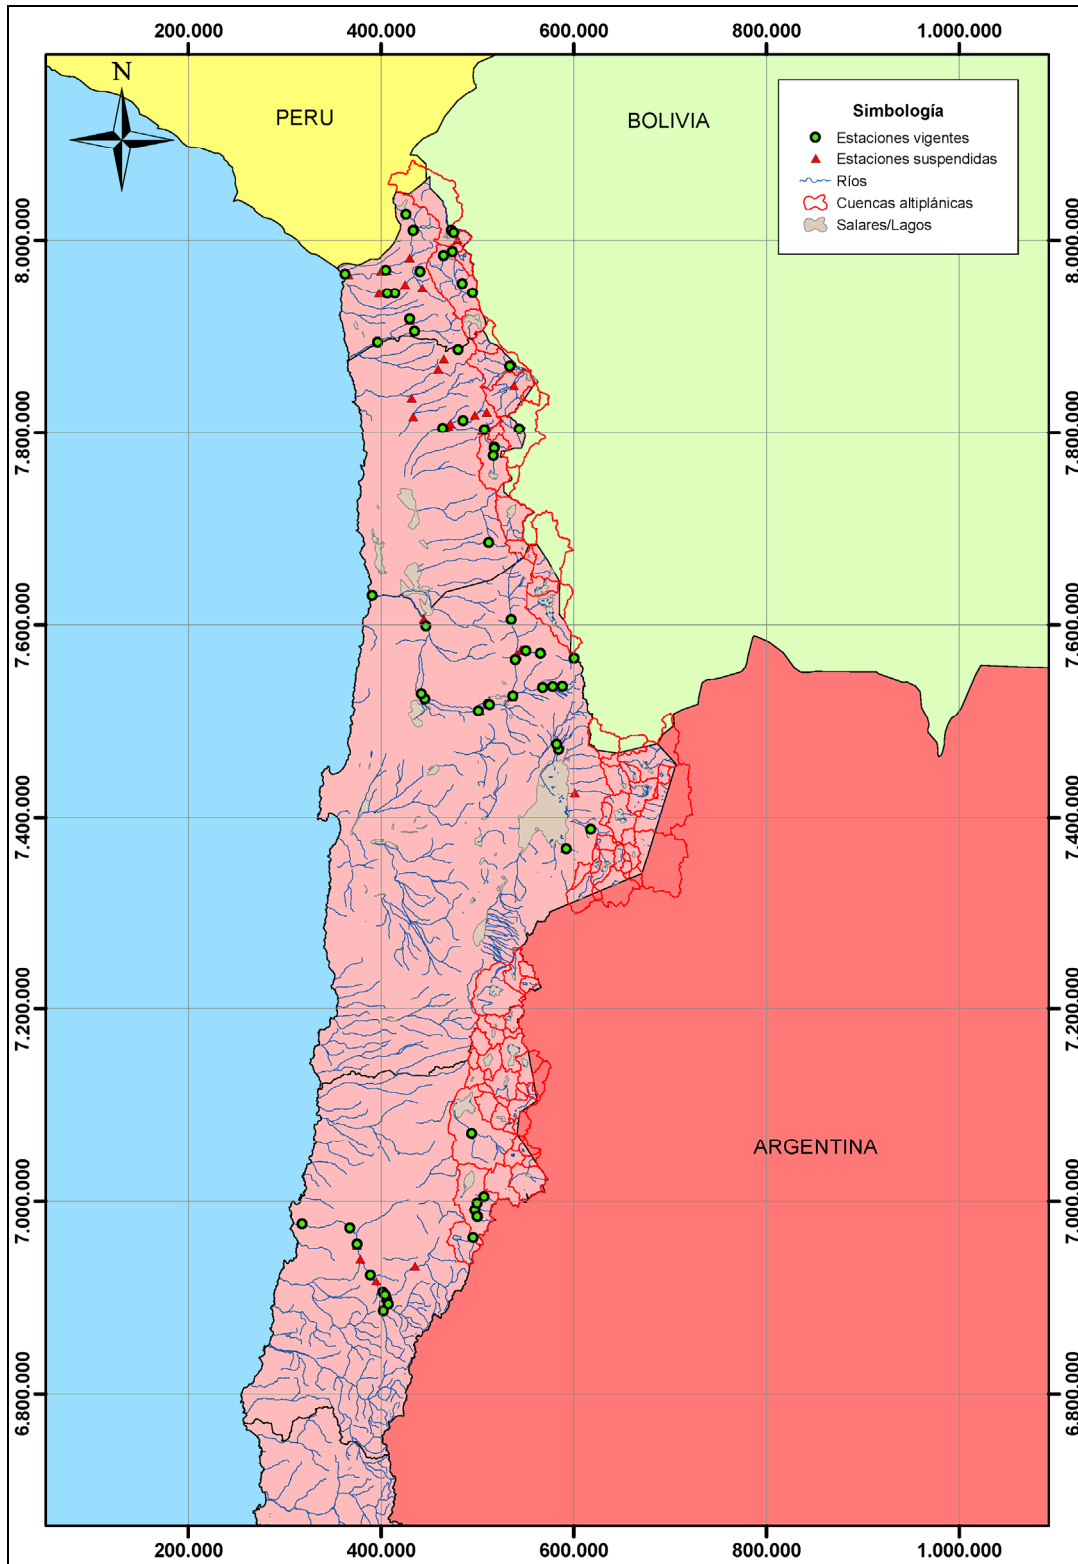 200.000 400.000 600.000 800.000 1.000.000
N
PERU
BOLIVIA
Simbología
Estaciones vigentes
Estaciones suspendidas
Ríos
Cuencas altiplánicas
Salares/Lagos
8.000.000 8.000.000
7.800.000 7.800.000
7.600.000 7.600.000
7.400.000 7.400.000
7.200.000 7.200.000
ARGENTINA
7.000.000 7.000.000
6.800.000 6.800.000
200.000 400.000 600.000 800.000 1.000.000